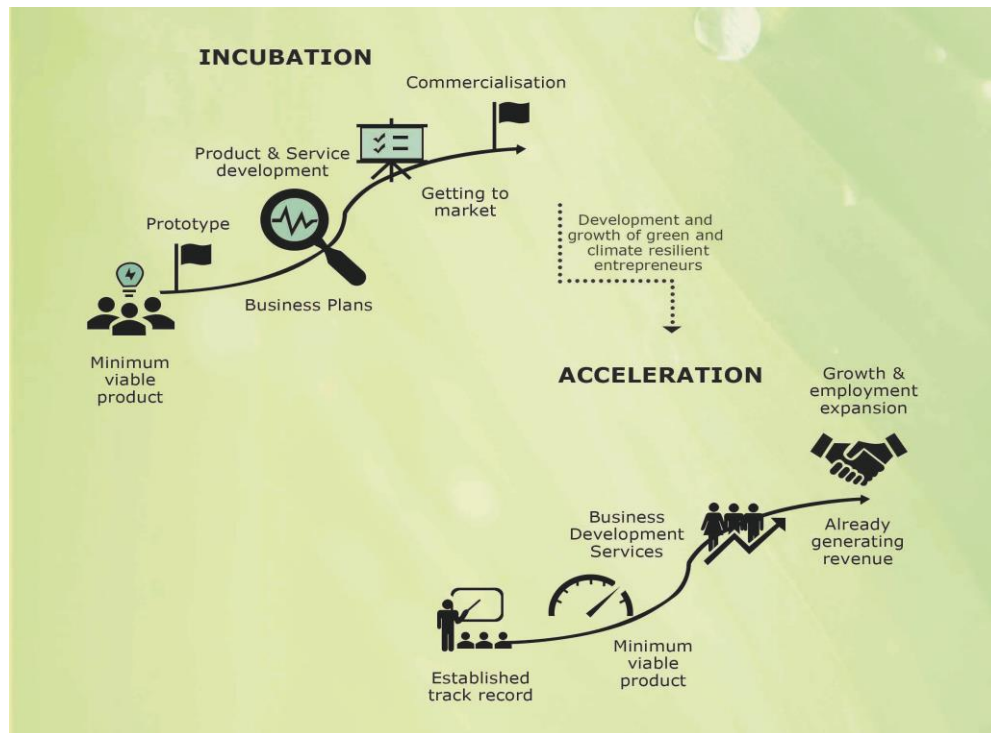 INCUBATION
Commercialisation
Product & Service
development
Getting to
market
Prototype
Business Plans
Minimum
viable
product
Development and
growth of green and
climate resilient
entrepreneurs
ACCELERATION
Growth &
employment
expansion
Business
Development
Services
Already
generating
revenue
Minimum
viable
product
Established
track record